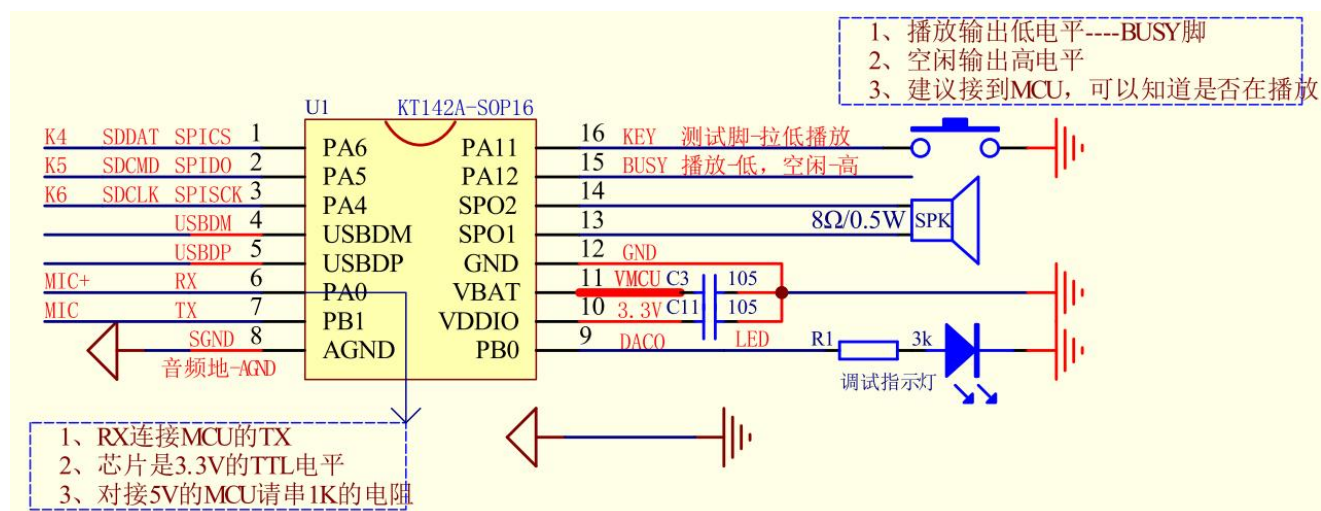 1、播放输出低电平----BUSY脚
2、空闲输出高电平
3、建议接到MCU，可以知道是否在播放
U1 KT142A-SOP16
K4 SDDAT SPICS 1 PA6 PA11 16 KEY 测试脚-拉低播放
K5 SDCMD SPIDO 2 PA5 PA12 15 BUSY 播放-低，空闲-高
K6 SDCLK SPISCK 3 PA4 SPO2 14
USBDM 4 USBDM SPO1 13 8Ω/0.5W SPK
USBDP 5 USBDP GND 12 GND
MIC+ RX 6 PA0 VBAT 11 VMCU C3 105
MIC TX 7 PB1 VDDIO 10 3.3V C11 105
SGND 8 AGND PB0 9 DACO LED R1 3k
音频地-AGND
调试指示灯
1、RX连接MCU的TX
2、芯片是3.3V的TTL电平
3、对接5V的MCU请串1K的电阻